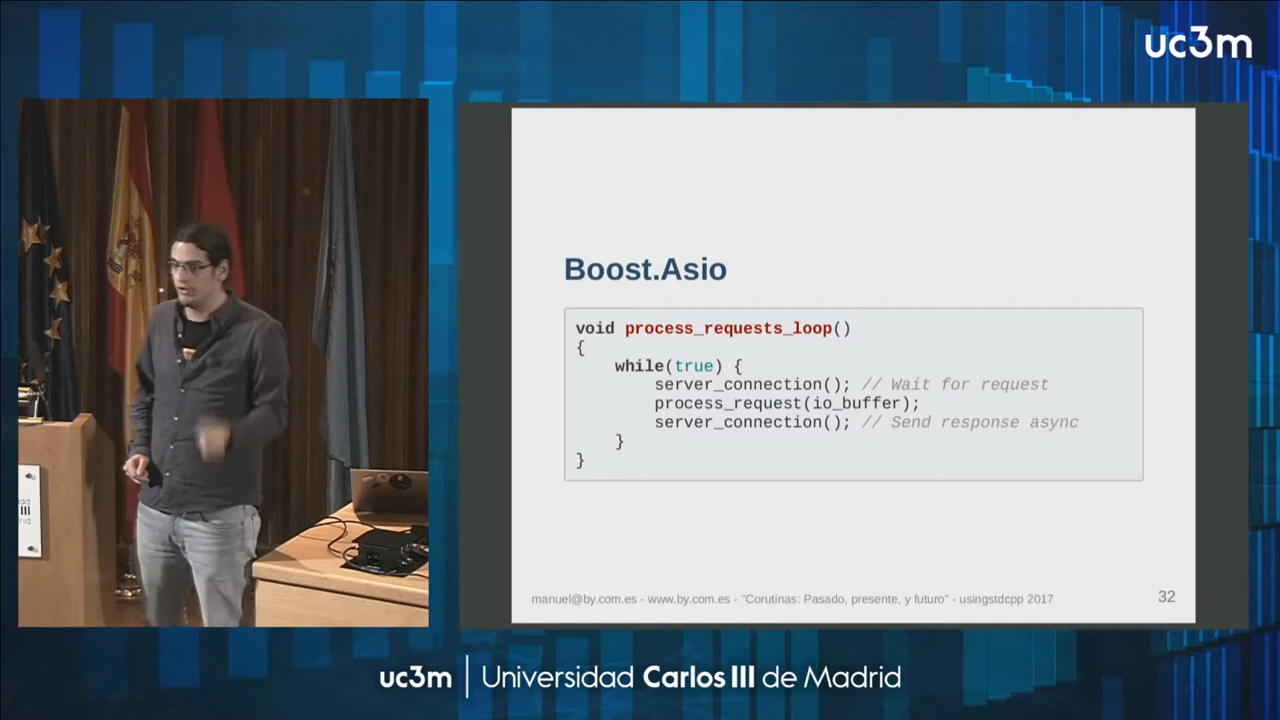 uc3m
Boost.Asio
void process_requests_loop()
{
while(true) {
server_connection(); // Wait for request
process_request(io_buffer);
server_connection(); // Send response async
}
}
manuel@by.com.es - www.by.com.es - "Corutinas: Pasado, presente, y futuro" - usingstdcpp 2017
32
III
uc3m | Universidad Carlos III de Madrid